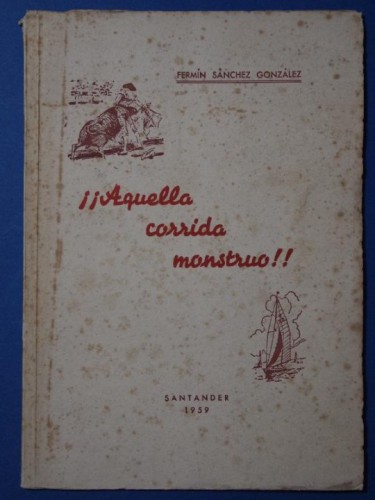 FERMÍN SÁNCHEZ GONZÁLEZ
¡¡Aquella
corrida
monstruo!!
SANTANDER
1959